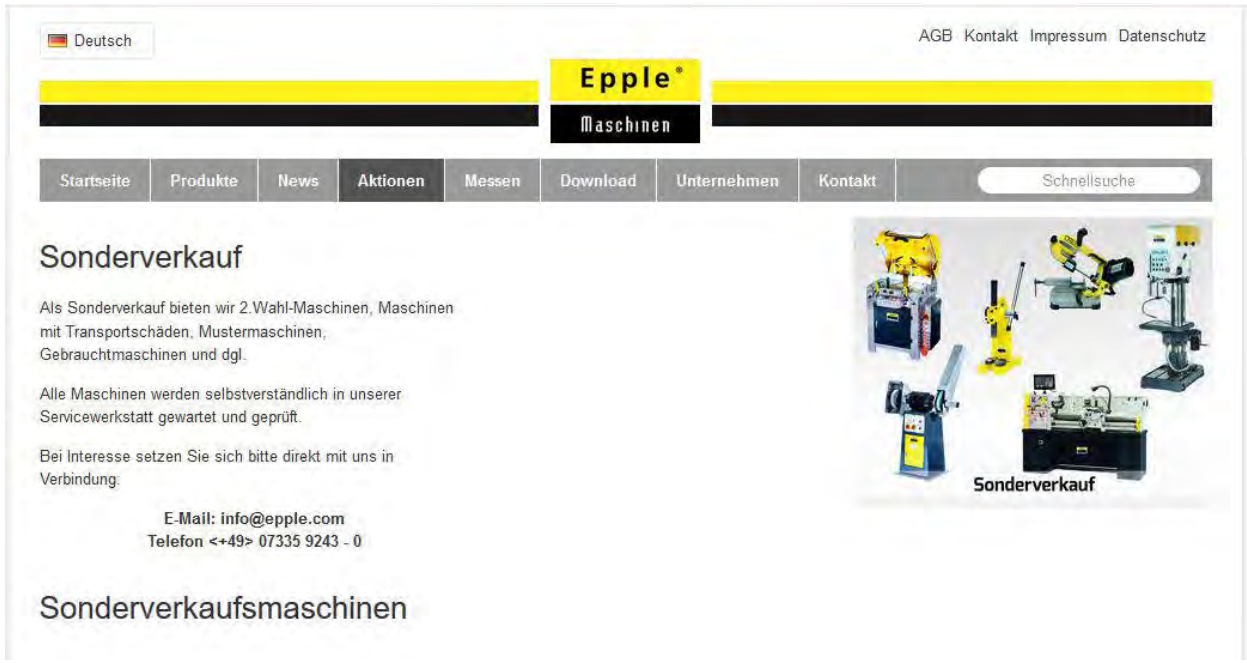 Deutsch
AGB Kontakt Impressum Datenschutz
Epple®
Maschinen
Startseite Produkte News Aktionen Messen Download Unternehmen Kontakt Schnellsuche
Sonderverkauf
Als Sonderverkauf bieten wir 2.Wahl-Maschinen, Maschinen
mit Transportschäden, Mustermaschinen,
Gebrauchtmaschinen und dgl.
Alle Maschinen werden selbstverständlich in unserer
Servicewerkstatt gewartet und geprüft.
Bei Interesse setzen Sie sich bitte direkt mit uns in
Verbindung:
E-Mail: info@epple.com
Telefon <+49> 07335 9243 - 0
Sonderverkauf
Sonderverkaufsmaschinen